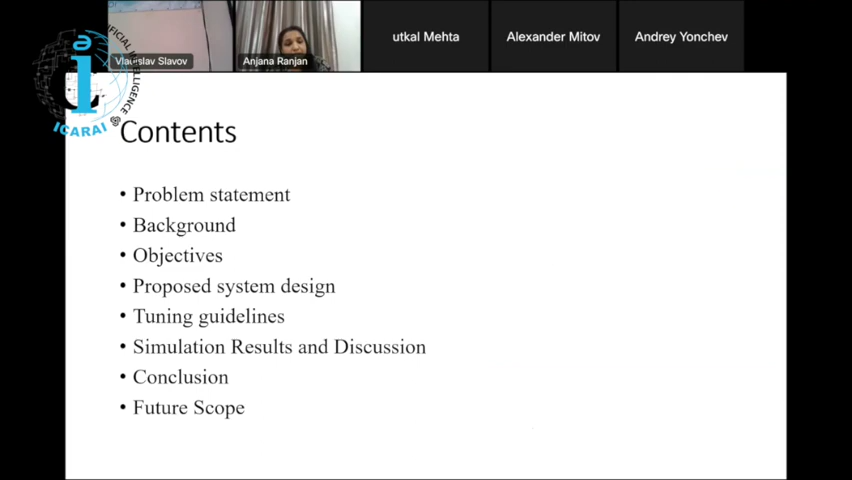 Vladislav Slavov
Anjana Ranjan
utkal Mehta
Alexander Mitov
Andrey Yonchev
ICARAI
Contents
• Problem statement
• Background
• Objectives
• Proposed system design
• Tuning guidelines
• Simulation Results and Discussion
• Conclusion
• Future Scope